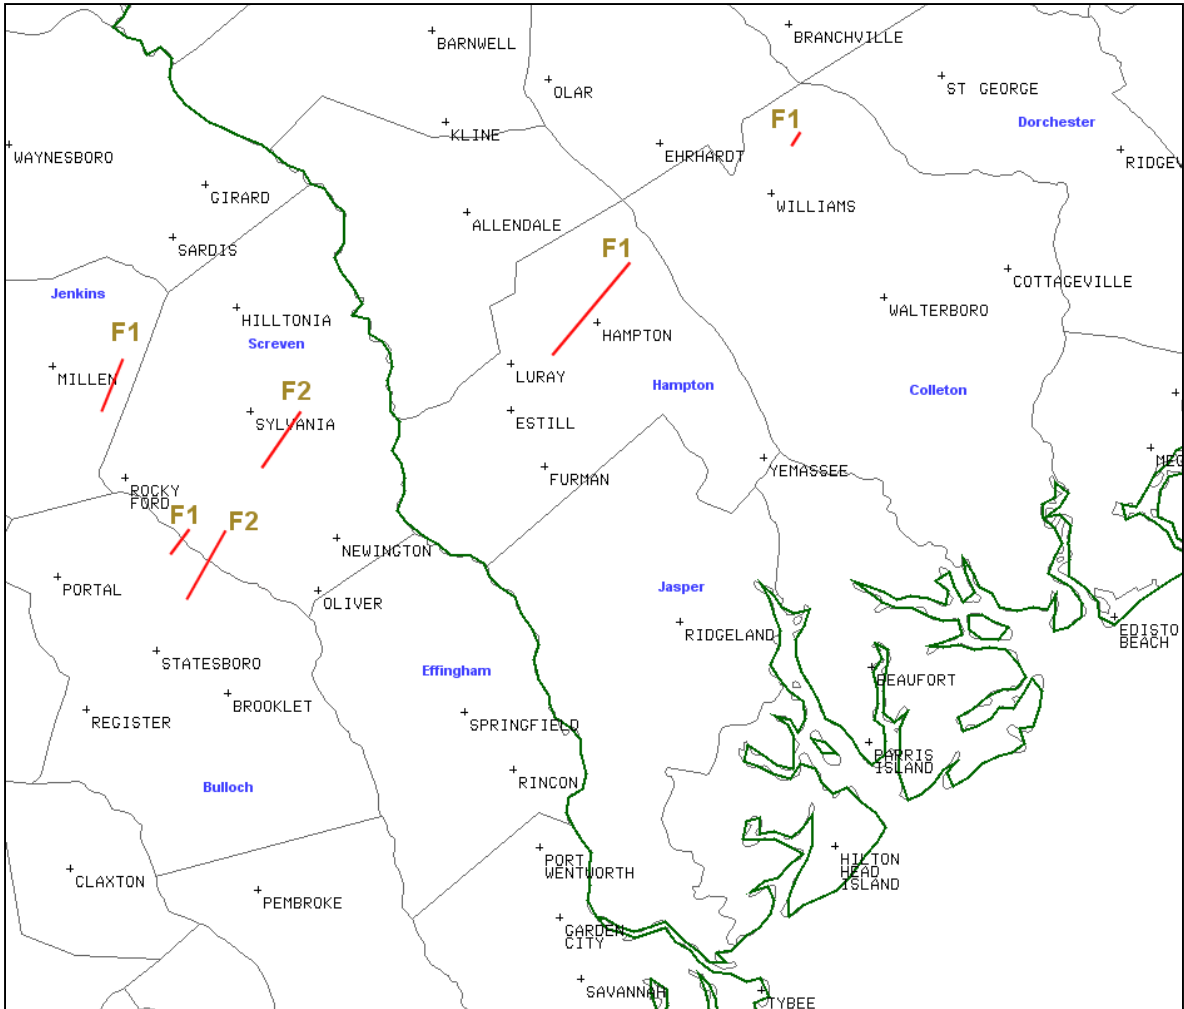 BRANCHVILLE
BARNWELL
ST GEORGE
OLAR
F1
Dorchester
KLINE
WAYNESBORO
EHRHARDT
RIDGEV
GIRARD
WILLIAMS
ALLENDALE
SARDIS
F1
COTTAGEVILLE
Jenkins
WALTERBORO
HILLTONIA
F1
HAMPTON
Screven
MILLEN
LURAY
Hampton
Colleton
F2
SYLVANIA
ESTILL
MEG
YEMASSEE
FURMAN
ROCKY
FORD
F1
F2
NEWINGTON
PORTAL
Jasper
OLIVER
RIDGELAND
EDISTO
BEACH
STATESBORO
Effingham
BEAUFORT
BROOKLET
REGISTER
SPRINGFIELD
PARRIS
ISLAND
RINCON
Bulloch
PORT
WENTWORTH
HILTON
HEAD
ISLAND
CLAXTON
PEMBROKE
GARDEN
CITY
SAVANNAH
TYBEE